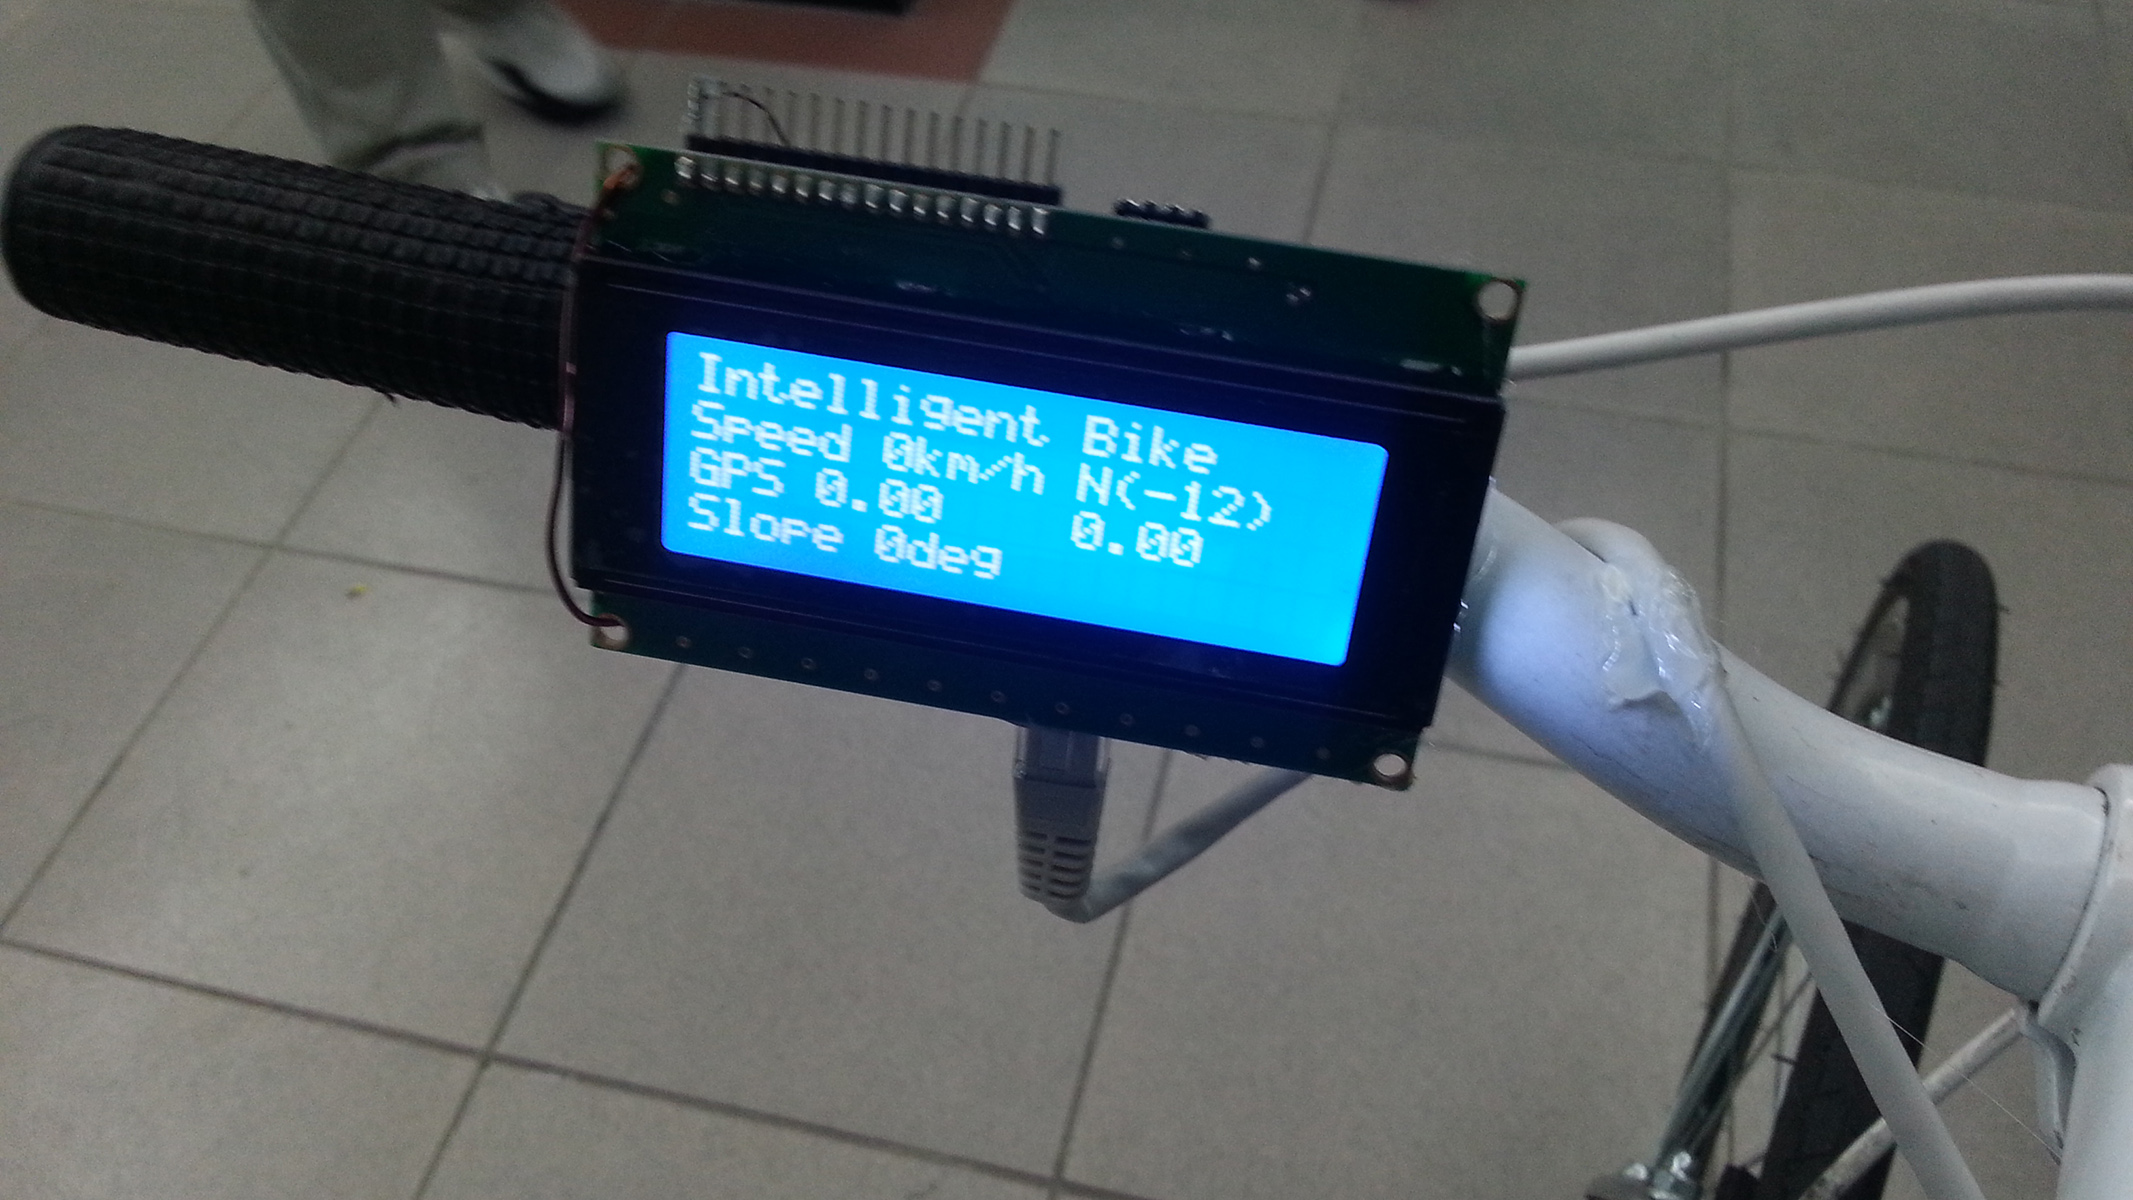 Intelligent Bike
Speed 0km/h N(-12)
GPS 0.00 0.00
Slope 0deg